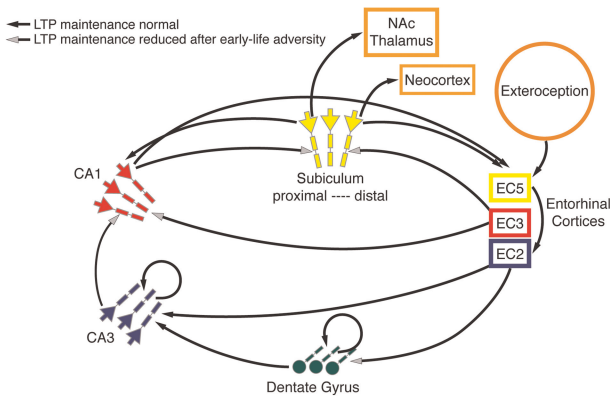 LTP maintenance normal
LTP maintenance reduced after early-life adversity
NAc
Thalamus
Neocortex
Exteroception
CA1
Subiculum
proximal ---- distal
EC5
EC3
EC2
Entorhinal
Cortices
CA3
Dentate Gyrus